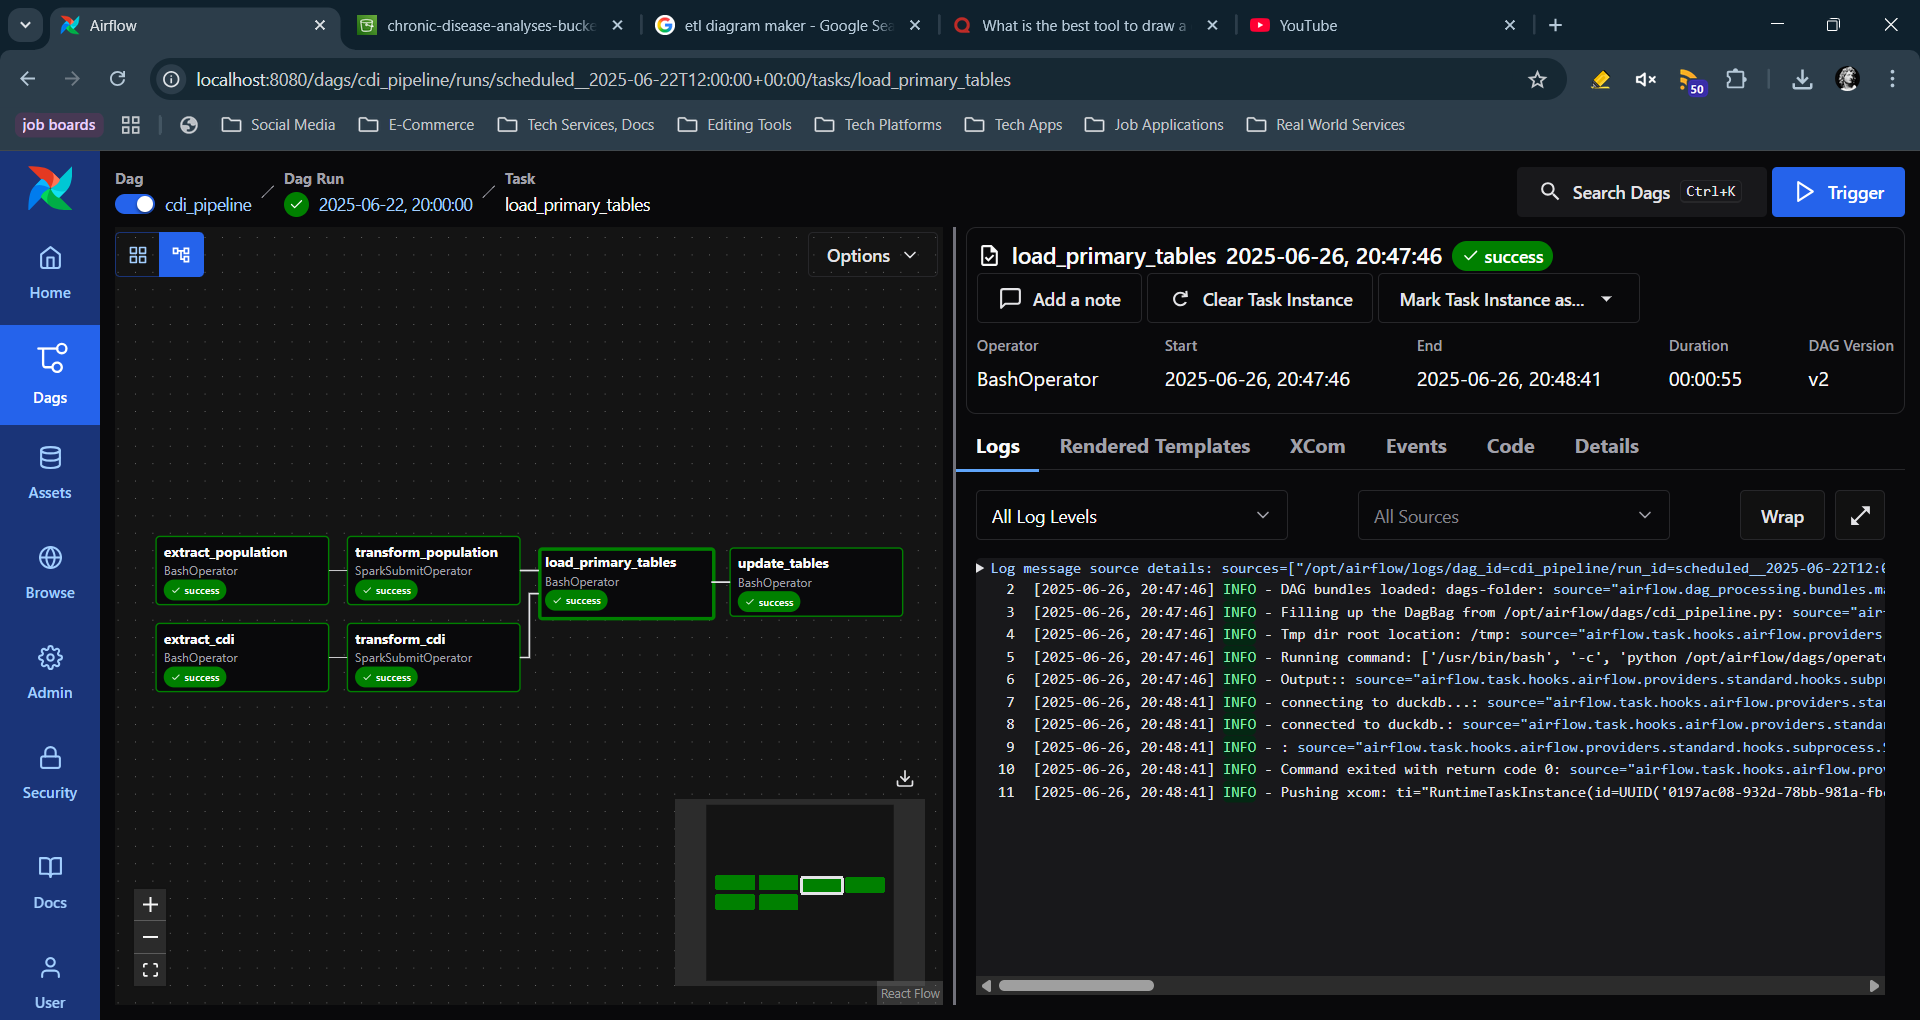 Airflow
chronic-disease-analyses-bucke
etl diagram maker - Google Sea
What is the best tool to draw a
YouTube
localhost:8080/dags/cdi_pipeline/runs/scheduled__2025-06-22T12:00:00+00:00/tasks/load_primary_tables
50
job boards
Social Media
E-Commerce
Tech Services, Docs
Editing Tools
Tech Platforms
Tech Apps
Job Applications
Real World Services
Home
Dags
Assets
Browse
Admin
Security
Docs
User
Dag
cdi_pipeline
Dag Run
2025-06-22, 20:00:00
Task
load_primary_tables
Search Dags Ctrl+K
Trigger
Options
extract_population
BashOperator
success
transform_population
SparkSubmitOperator
success
load_primary_tables
BashOperator
success
update_tables
BashOperator
success
extract_cdi
BashOperator
success
transform_cdi
SparkSubmitOperator
success
React Flow
load_primary_tables 2025-06-26, 20:47:46 success
Add a note
Clear Task Instance
Mark Task Instance as...
Operator Start End Duration DAG Version
BashOperator 2025-06-26, 20:47:46 2025-06-26, 20:48:41 00:00:55 v2
Logs Rendered Templates XCom Events Code Details
All Log Levels
All Sources
Wrap
Log message source details: sources=["/opt/airflow/logs/dag_id=cdi_pipeline/run_id=scheduled__2025-06-22T12:0
2 [2025-06-26, 20:47:46] INFO - DAG bundles loaded: dags-folder: source="airflow.dag_processing.bundles.ma
3 [2025-06-26, 20:47:46] INFO - Filling up the DagBag from /opt/airflow/dags/cdi_pipeline.py: source="air
4 [2025-06-26, 20:47:46] INFO - Tmp dir root location: /tmp: source="airflow.task.hooks.airflow.providers
5 [2025-06-26, 20:47:46] INFO - Running command: ['/usr/bin/bash', '-c', 'python /opt/airflow/dags/operat
6 [2025-06-26, 20:47:46] INFO - Output:: source="airflow.task.hooks.airflow.providers.standard.hooks.subp
7 [2025-06-26, 20:48:41] INFO - connecting to duckdb...: source="airflow.task.hooks.airflow.providers.sta
8 [2025-06-26, 20:48:41] INFO - connected to duckdb.: source="airflow.task.hooks.airflow.providers.standa
9 [2025-06-26, 20:48:41] INFO - : source="airflow.task.hooks.airflow.providers.standard.hooks.subprocess.S
10 [2025-06-26, 20:48:41] INFO - Command exited with return code 0: source="airflow.task.hooks.airflow.pro
11 [2025-06-26, 20:48:41] INFO - Pushing xcom: ti="RuntimeTaskInstance(id=UUID('0197ac08-932d-78bb-981a-fb